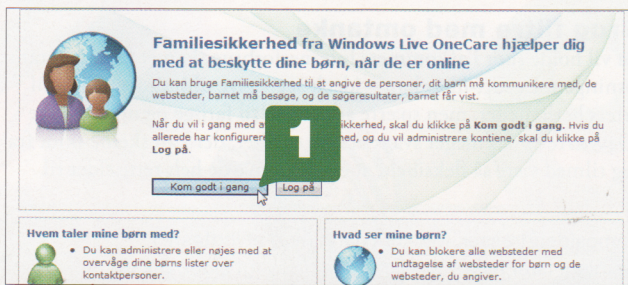 Familiesikkerhed fra Windows Live OneCare hjælper dig
med at beskytte dine børn, når de er online
Du kan bruge Familiesikkerhed til at angive de personer, dit barn må kommunikere med, de
websteder, barnet må besøge, og de søgeresultater, barnet får vist.
Når du vil i gang med a ikkerhed, skal du klikke på Kom godt i gang. Hvis du
allerede har konfigurere hed, og du vil administrere kontiene, skal du klikke på
Log på.
1
Kom godt i gang Log på
Hvem taler mine børn med?
• Du kan administrere eller nøjes med at
overvåge dine børns lister over
kontaktpersoner.
Hvad ser mine børn?
• Du kan blokere alle websteder med
undtagelse af websteder for børn og de
websteder, du angiver.